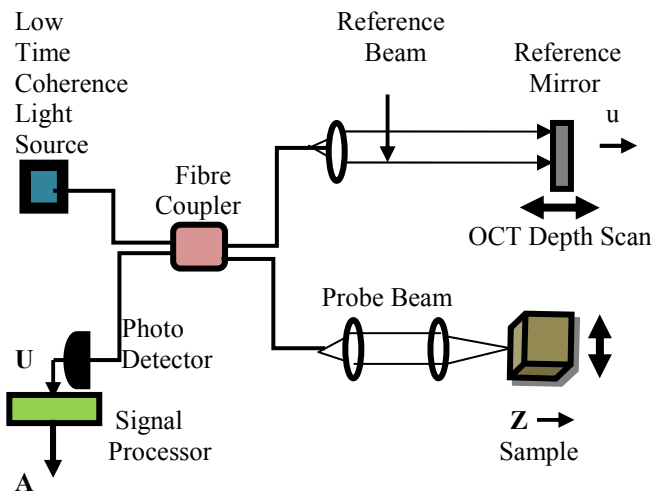 Low
Time
Coherence
Light
Source
Reference
Beam
Reference
Mirror
u
Fibre
Coupler
OCT Depth Scan
Probe Beam
Photo
Detector
U
Signal
Processor
Z
Sample
A